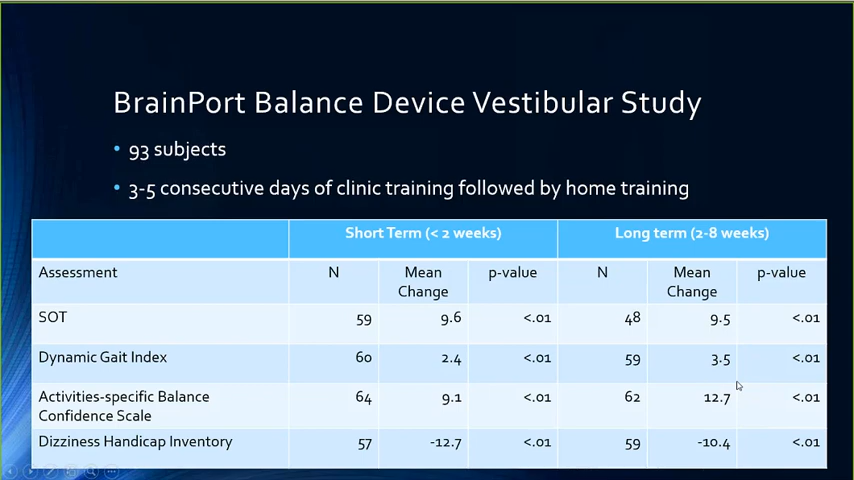 BrainPort Balance Device Vestibular Study
• 93 subjects
• 3-5 consecutive days of clinic training followed by home training
Short Term (< 2 weeks) Long term (2-8 weeks)
Assessment N Mean Change p-value N Mean Change p-value
SOT 59 9.6 <.01 48 9.5 <.01
Dynamic Gait Index 60 2.4 <.01 59 3.5 <.01
Activities-specific Balance Confidence Scale 64 9.1 <.01 62 12.7 <.01
Dizziness Handicap Inventory 57 -12.7 <.01 59 -10.4 <.01